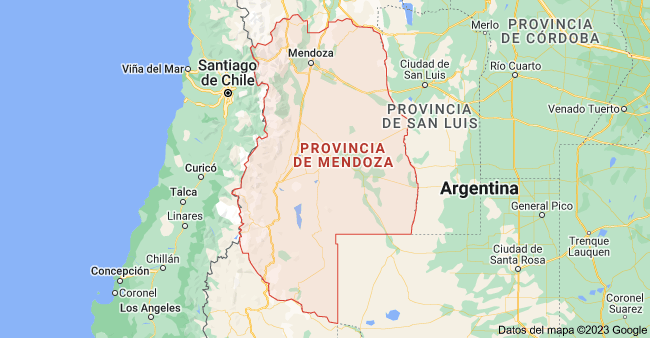 Merlo
PROVINCIA
DE CÓRDOBA
Mendoza
Viña del Mar
Santiago
de Chile
Ciudad de
San Luis
Río Cuarto
PROVINCIA
DE SAN LUIS
Venado Tuerto
PROVINCIA
DE MENDOZA
Curicó
Talca
Linares
Argentina
General Pico
Chillán
Concepción
Coronel
Los Angeles
Ciudad de
Santa Rosa
Trenque
Lauquen
Coronel
Suarez
Datos del mapa ©2023 Google